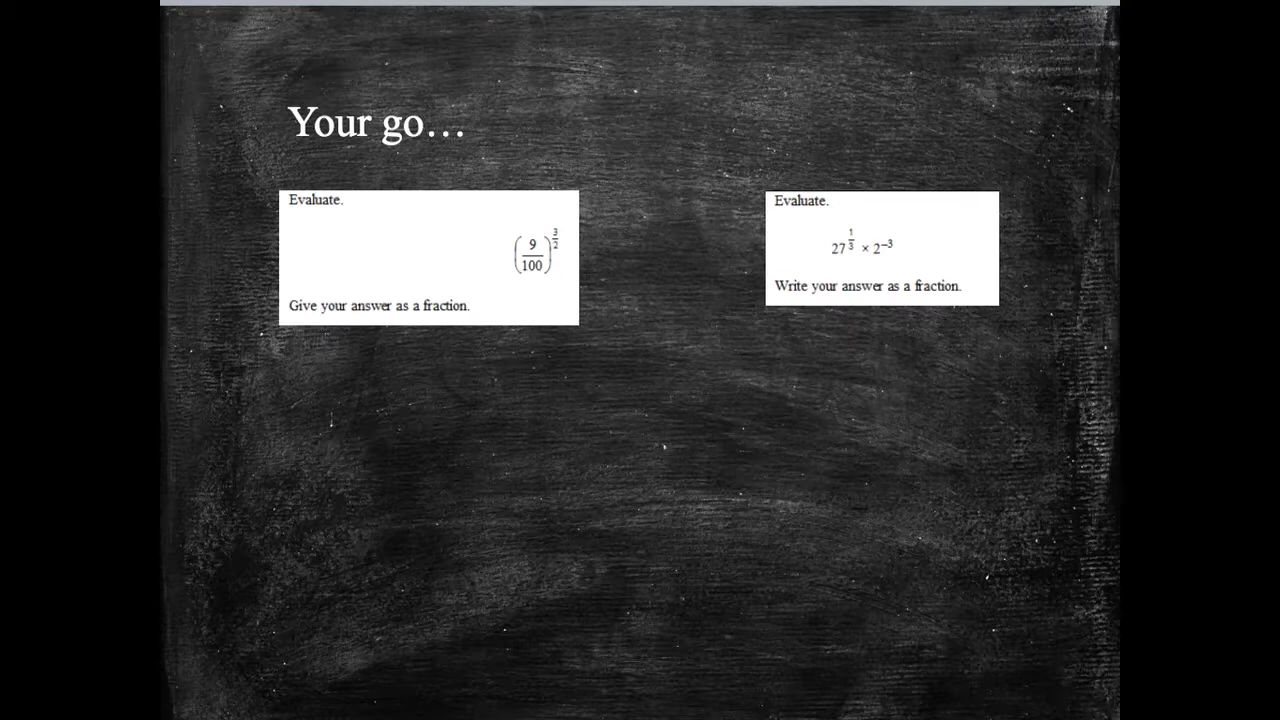 Your go…
Evaluate.
(9/100)^(3/2)
Give your answer as a fraction.
Evaluate.
27^(1/3) × 2^−3
Write your answer as a fraction.